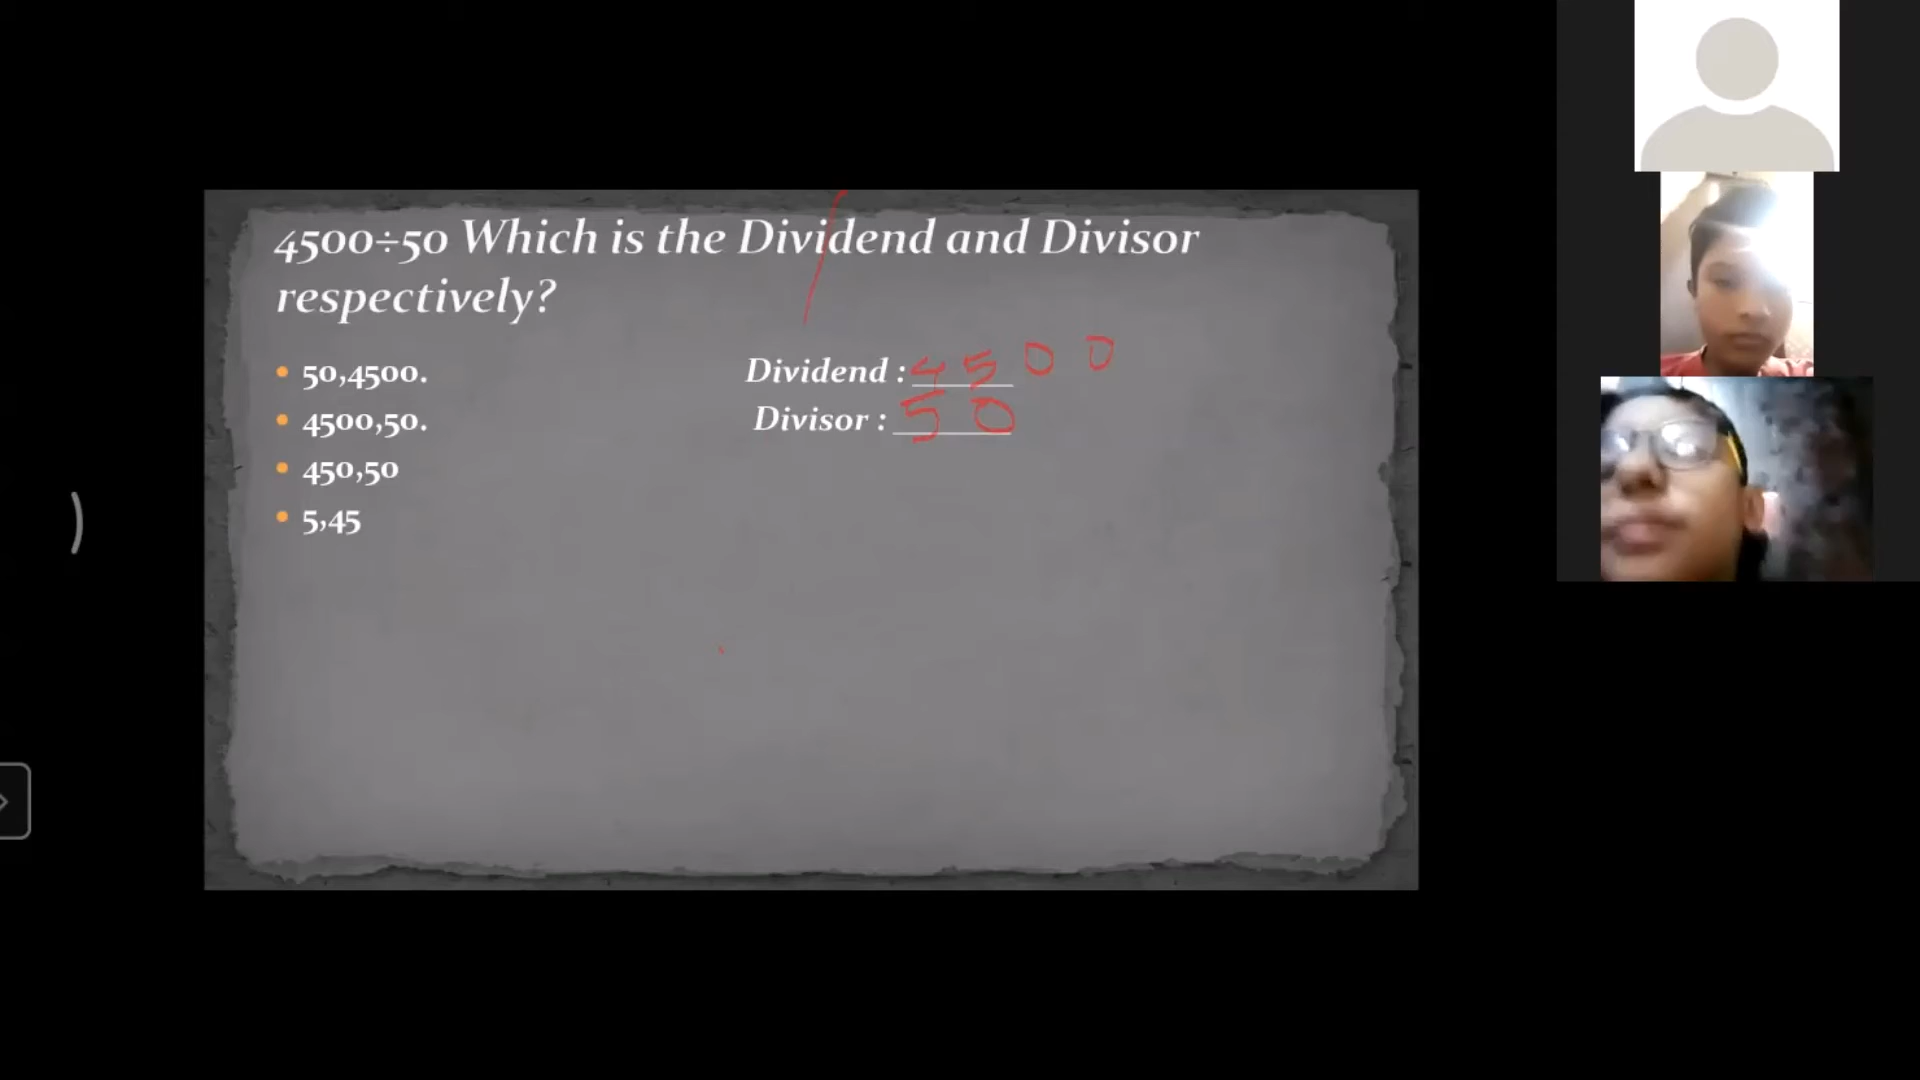 4500÷50 Which is the Dividend and Divisor
respectively?
• 50,4500.
• 4500,50.
• 450,50
• 5,45
Dividend : 4500
Divisor : 50